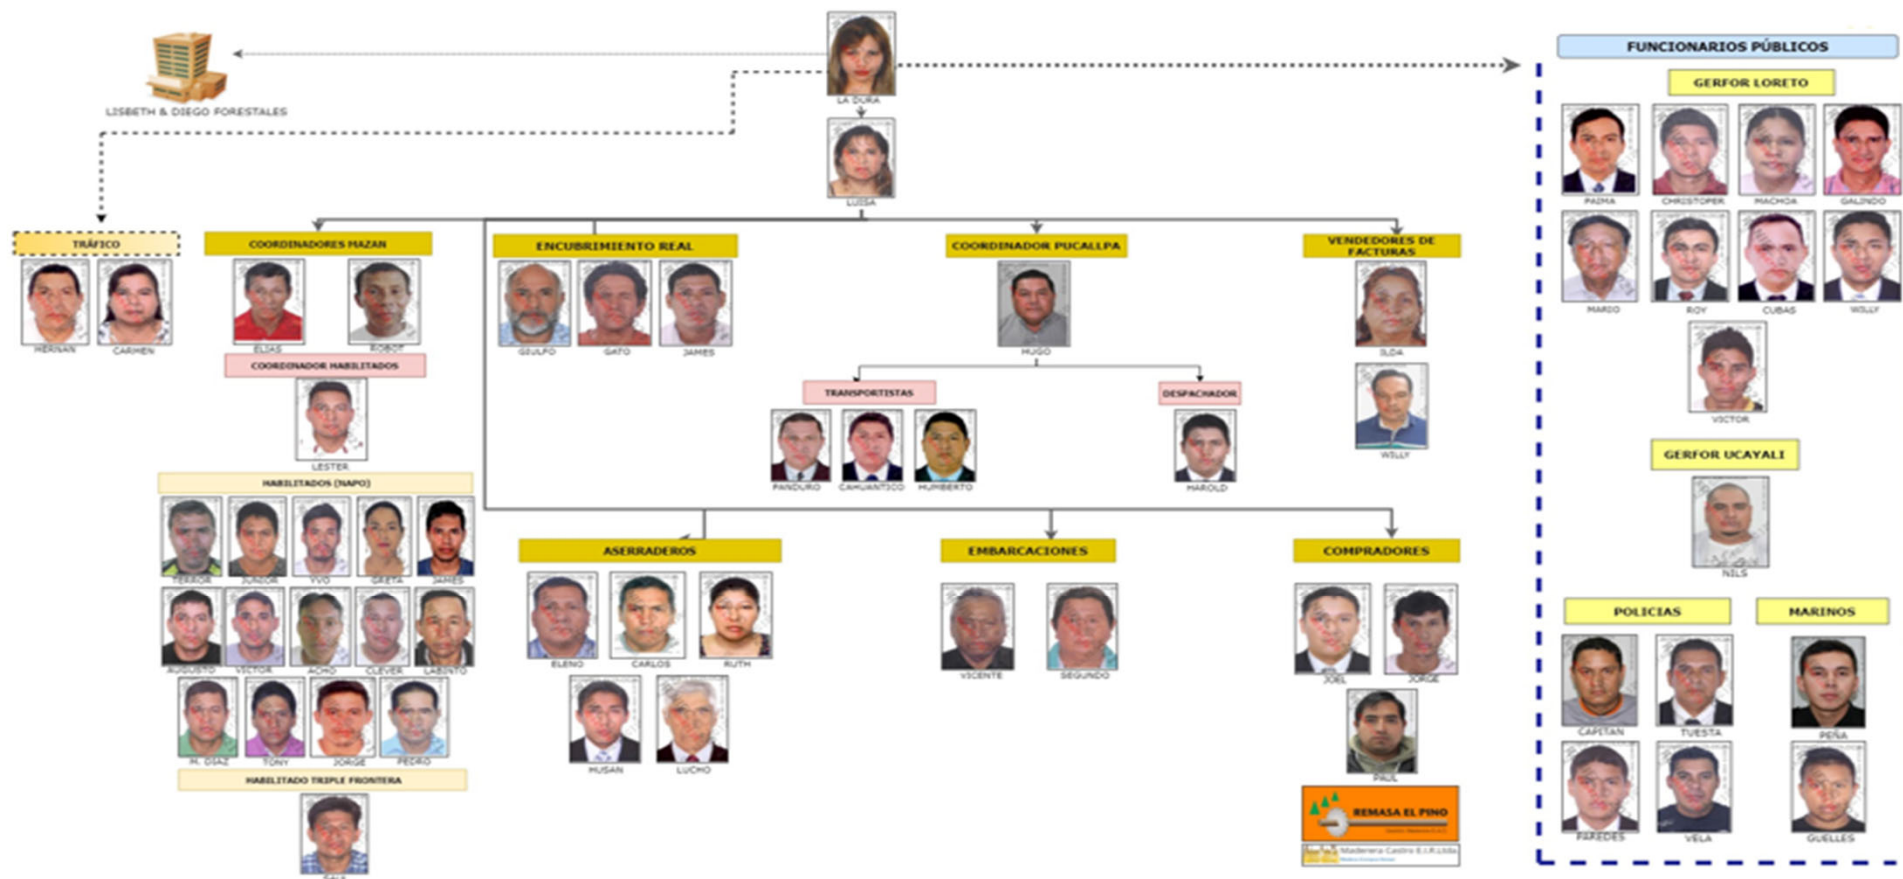 LA DURA
LISBETH & DIEGO FORESTALES
LUISA
TRÁFICO
HERNAN
CARMEN
COORDINADORES MAZAN
ELIAS
ROBOT
COORDINADOR HABILITADOS
LESTER
HABILITADOS (NAPO)
TERROR
JUNIOR
YVO
GRETA
JAMES
AUGUSTO
VICTOR
ACHO
CLEVER
LABINTO
M. DIAZ
TONY
JORGE
PEDRO
HABILITADO TRIPLE FRONTERA
ENCUBRIMIENTO REAL
GIULFO
GATO
JAMES
COORDINADOR PUCALLPA
HUGO
TRANSPORTISTAS
PANDURO
CAHUANTICO
HUMBERTO
DESPACHADOR
HAROLD
VENDEDORES DE
FACTURAS
ILDA
WILLY
ASERRADEROS
ELENO
CARLOS
RUTH
HUSAN
LUCHO
EMBARCACIONES
VICENTE
SEGUNDO
COMPRADORES
JOEL
JORGE
PAUL
REMASA EL PINO
Maderera Castro E.I.R.Ltda.
FUNCIONARIOS PÚBLICOS
GERFOR LORETO
PAIMA
CHRISTOPER
MACHOA
GALINDO
MARIO
ROY
CUBAS
WILLY
VICTOR
GERFOR UCAYALI
NILS
POLICIAS
CAPITAN
TUESTA
PAREDES
VELA
MARINOS
PEÑA
GUELLES